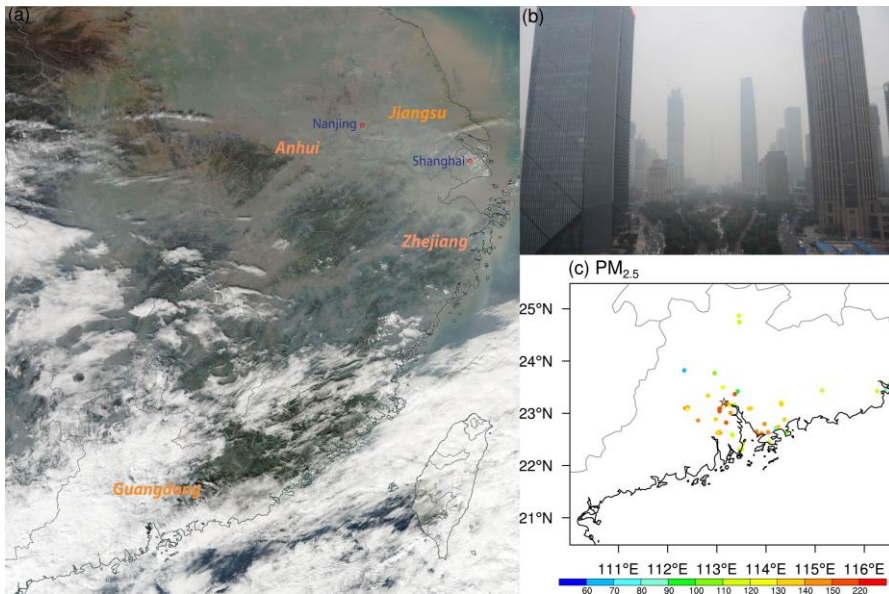 (a)
Jiangsu
Nanjing
Anhui
Shanghai
Zhejiang
Guangdong
(b)
(c) PM2.5
25°N
24°N
23°N
22°N
21°N
111°E 112°E 113°E 114°E 115°E 116°E
60 70 80 90 100 110 130 140 150 220